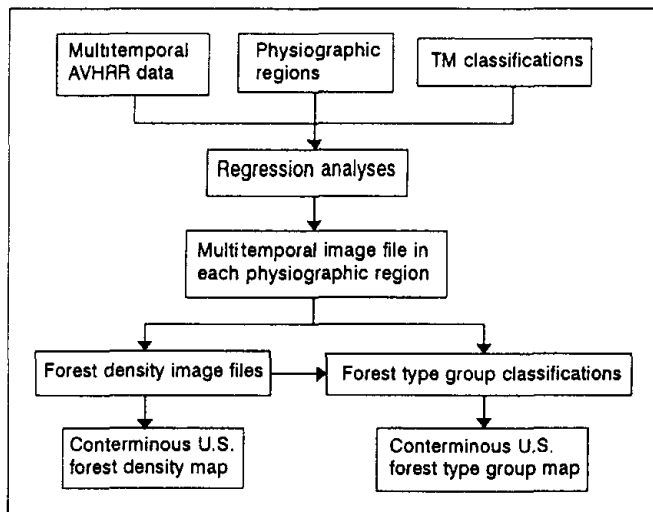 Multitemporal
AVHRR data
Physiographic
regions
TM classifications
Regression analyses
Multitemporal image file in
each physiographic region
Forest density image files
Forest type group classifications
Conterminous U.S.
forest density map
Conterminous U.S.
forest type group map